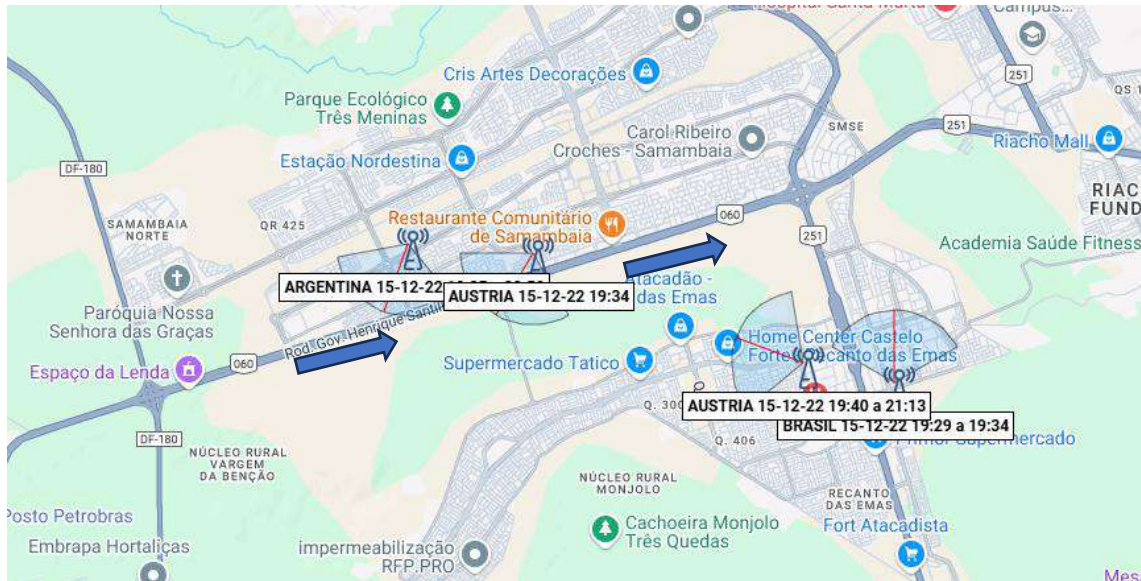 Campus...
251
QS 1
Cris Artes Decorações
Parque Ecológico
Três Meninas
Carol Ribeiro
Croches - Samambaia
SMSE
251
Riacho Mall
Estação Nordestina
DF-180
RIAC
FUND
SAMAMBAIA
NORTE
QR 425
Restaurante Comunitário
de Samambaia
060
251
Academia Saúde Fitness
ARGENTINA 15-12-22
AUSTRIA 15-12-22 19:34
Atacadão -
das Emas
Paróquia Nossa
Senhora das Graças
Rod. Gov. Henrique
Home Center Castelo
Forte
das Emas
Espaço da Lenda
060
Supermercado Tatico
AUSTRIA 15-12-22 19:40 a 21:13
Q. 300
BRASIL 15-12-22 19:29 a 19:34
Q. 406
Supermercado
DF-180
NÚCLEO RURAL
VARGEM
DA BENÇÃO
NÚCLEO RURAL
MONJOLO
RECANTO
DAS EMAS
Posto Petrobras
Cachoeira Monjolo
Três Quedas
Fort Atacadista
Embrapa Hortaliças
impermeabilização
RFP.PRO
Mes